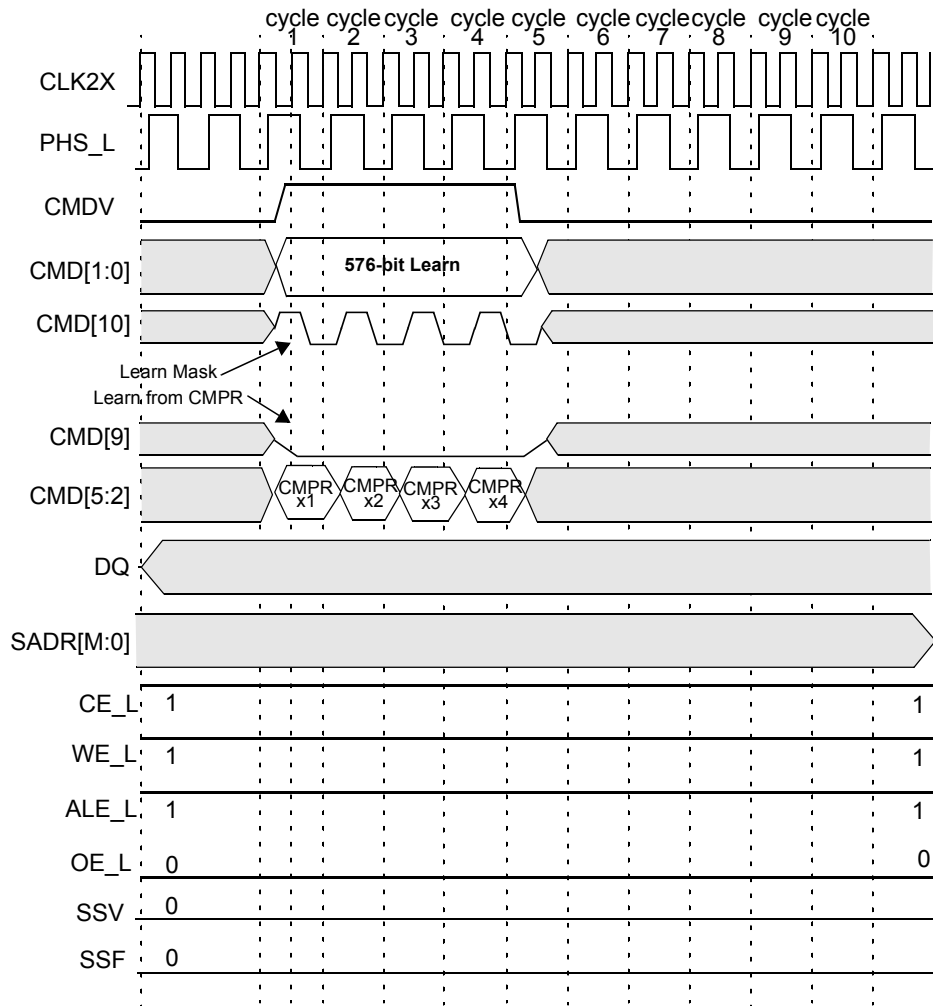 cycle cycle cycle cycle cycle cycle cycle cycle cycle cycle
1 2 3 4 5 6 7 8 9 10
CLK2X
PHS_L
CMDV
CMD[1:0] 576-bit Learn
CMD[10]
Learn Mask
Learn from CMPR
CMD[9]
CMD[5:2] CMPR x1 CMPR x2 CMPR x3 CMPR x4
DQ
SADR[M:0]
CE_L 1 1
WE_L 1 1
ALE_L 1 1
OE_L 0 0
SSV 0
SSF 0